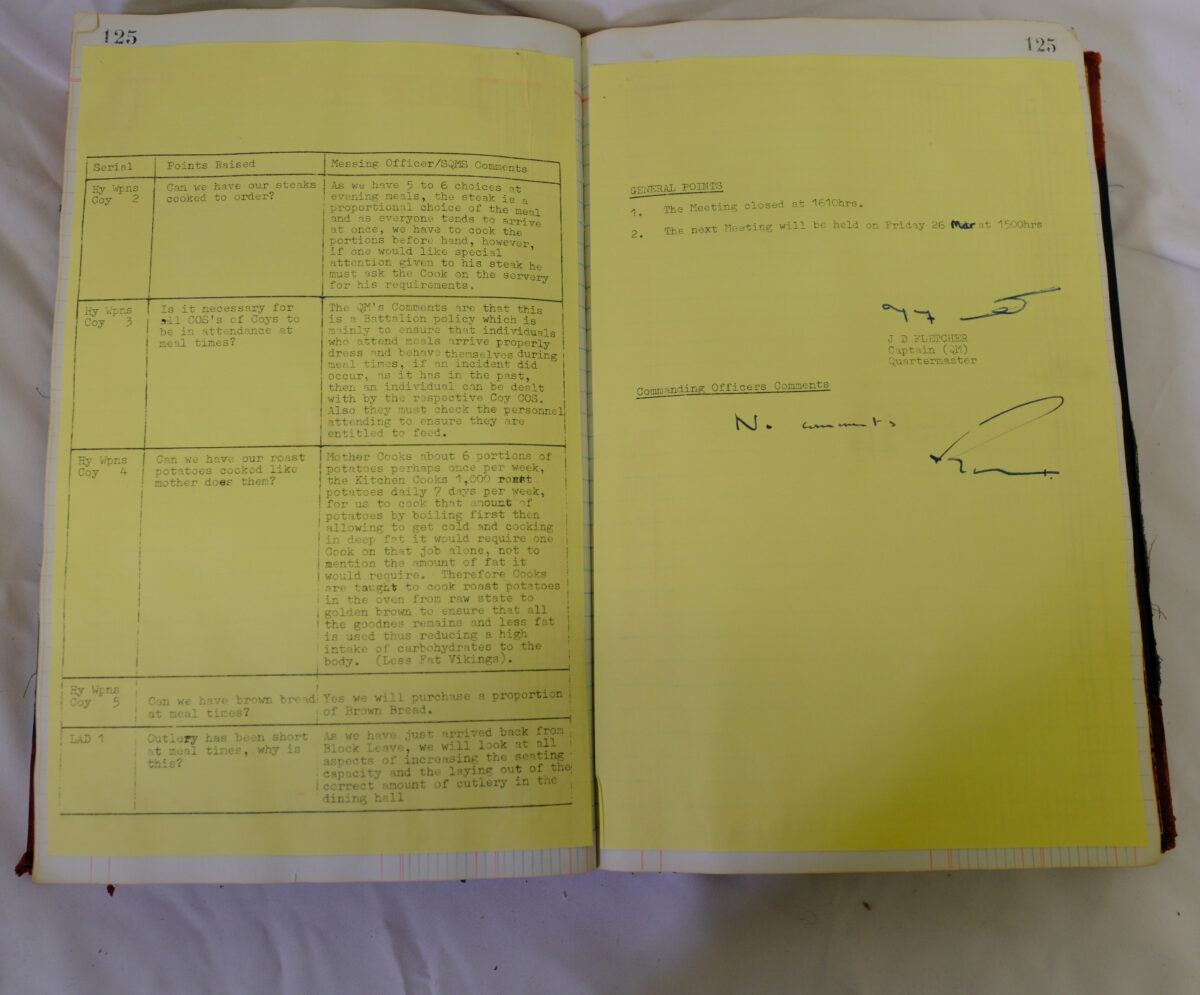 125
Serial Points Raised Messing Officer/SQMS Comments
Hy Wpns
Coy 2
Can we have our steaks
cooked to order?
As we have 5 to 6 choices at
evening meals, the steak is a
proportional choice of the meal
and as everyone tends to arrive
at once, we have to cook the
portions before hand, however,
if one would like special
attention given to his steak he
must ask the Cook on the servery
for his requirements.
Hy Wpns
Coy 3
Is it necessary for
all COS's of Coys to
be in attendance at
meal times?
The QM's Comments are that this
is a Battalion policy which is
mainly to ensure that individuals
who attend meals arrive properly
dress and behave themselves during
meal times, if an incident did
occur, as it has in the past,
then an individual can be dealt
with by the respective Coy COS.
Also they must check the personnel
attending to ensure they are
entitled to feed.
Hy Wpns
Coy 4
Can we have our roast
potatoes cooked like
mother does them?
Mother Cooks about 6 portions of
potatoes perhaps once per week,
the Kitchen Cooks 1,000 roast
potatoes daily 7 days per week,
for us to cook that amount of
potatoes by boiling first then
allowing to get cold and cooking
in deep fat it would require one
Cook on that job alone, not to
mention the amount of fat it
would require. Therefore Cooks
are taught to cook roast potatoes
in the oven from raw state to
golden brown to ensure that all
the goodnes remains and less fat
is used thus reducing a high
intake of carbohydrates to the
body. (Less Fat Vikings).
Hy Wpns
Coy 5
Can we have brown bread
at meal times?
Yes we will purchase a proportion
of Brown Bread.
LAD 1
Cutlery has been short
at meal times, why is
this?
As we have just arrived back from
Block Leave, we will look at all
aspects of increasing the seating
capacity and the laying out of the
correct amount of cutlery in the
dining hall
125
GENERAL POINTS
1. The Meeting closed at 1610hrs.
2. The next Meeting will be held on Friday 26 Mar at 1500hrs
J D FLETCHER
Captain (QM)
Quartermaster
Commanding Officers Comments
No comments